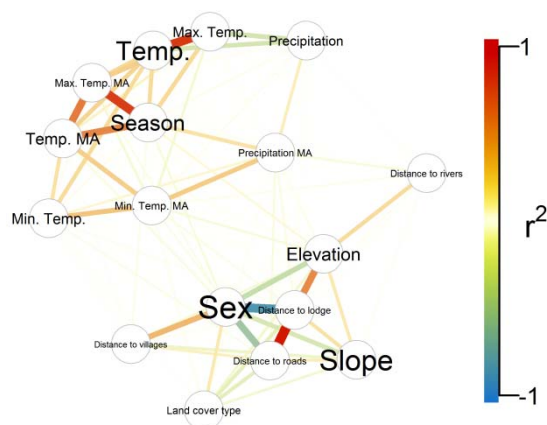 Max. Temp.
Temp.
Precipitation
Max. Temp. MA
Season
Temp. MA
Precipitation MA
Distance to rivers
Min. Temp. MA
Min. Temp.
Elevation
Sex
Distance to lodge
Distance to villages
Distance to roads
Slope
Land cover type
1
r²
-1